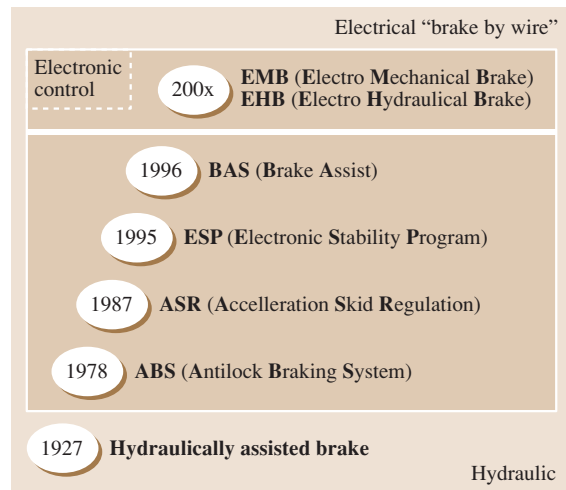 Electrical “brake by wire”
Electronic
control
200x
EMB (Electro Mechanical Brake)
EHB (Electro Hydraulical Brake)
1996 BAS (Brake Assist)
1995 ESP (Electronic Stability Program)
1987 ASR (Accelleration Skid Regulation)
1978 ABS (Antilock Braking System)
1927 Hydraulically assisted brake
Hydraulic